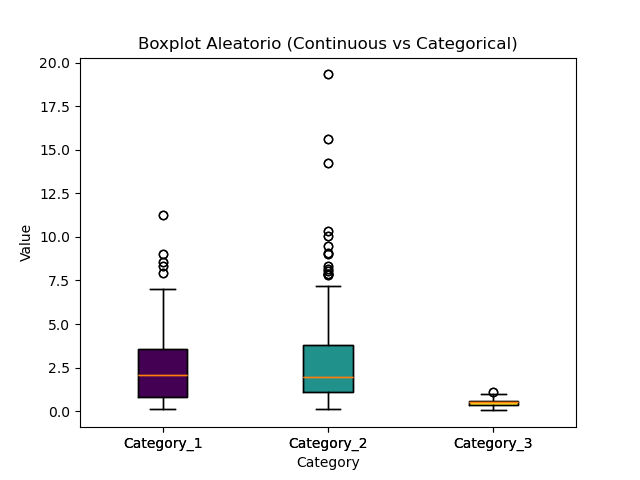 Boxplot Aleatorio (Continuous vs Categorical)
20.0
17.5
15.0
12.5
10.0
7.5
5.0
2.5
0.0
Value
Category_1
Category_2
Category_3
Category